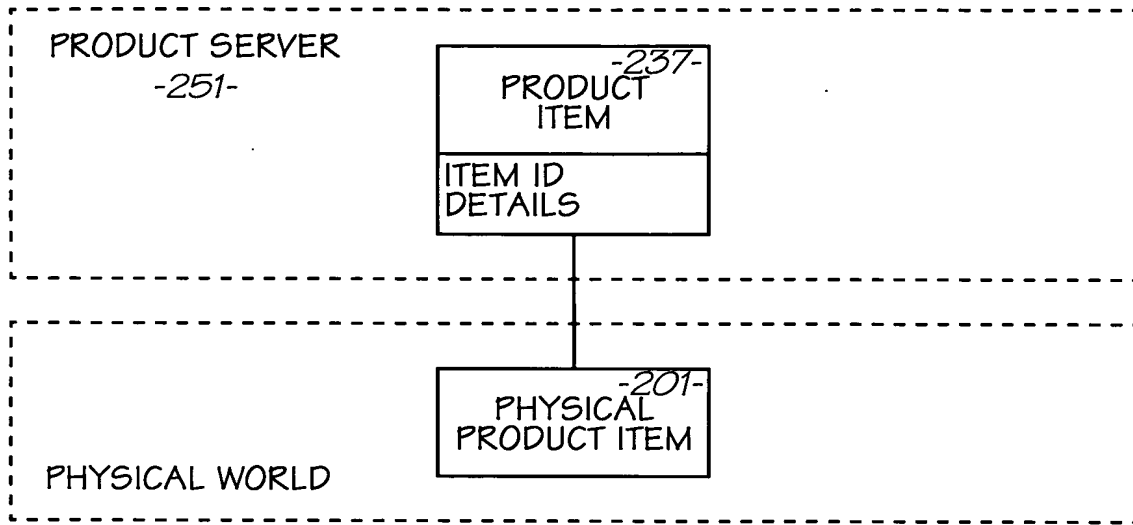 PRODUCT SERVER
-251-
-237-
PRODUCT
ITEM
ITEM ID
DETAILS
-201-
PHYSICAL
PRODUCT ITEM
PHYSICAL WORLD